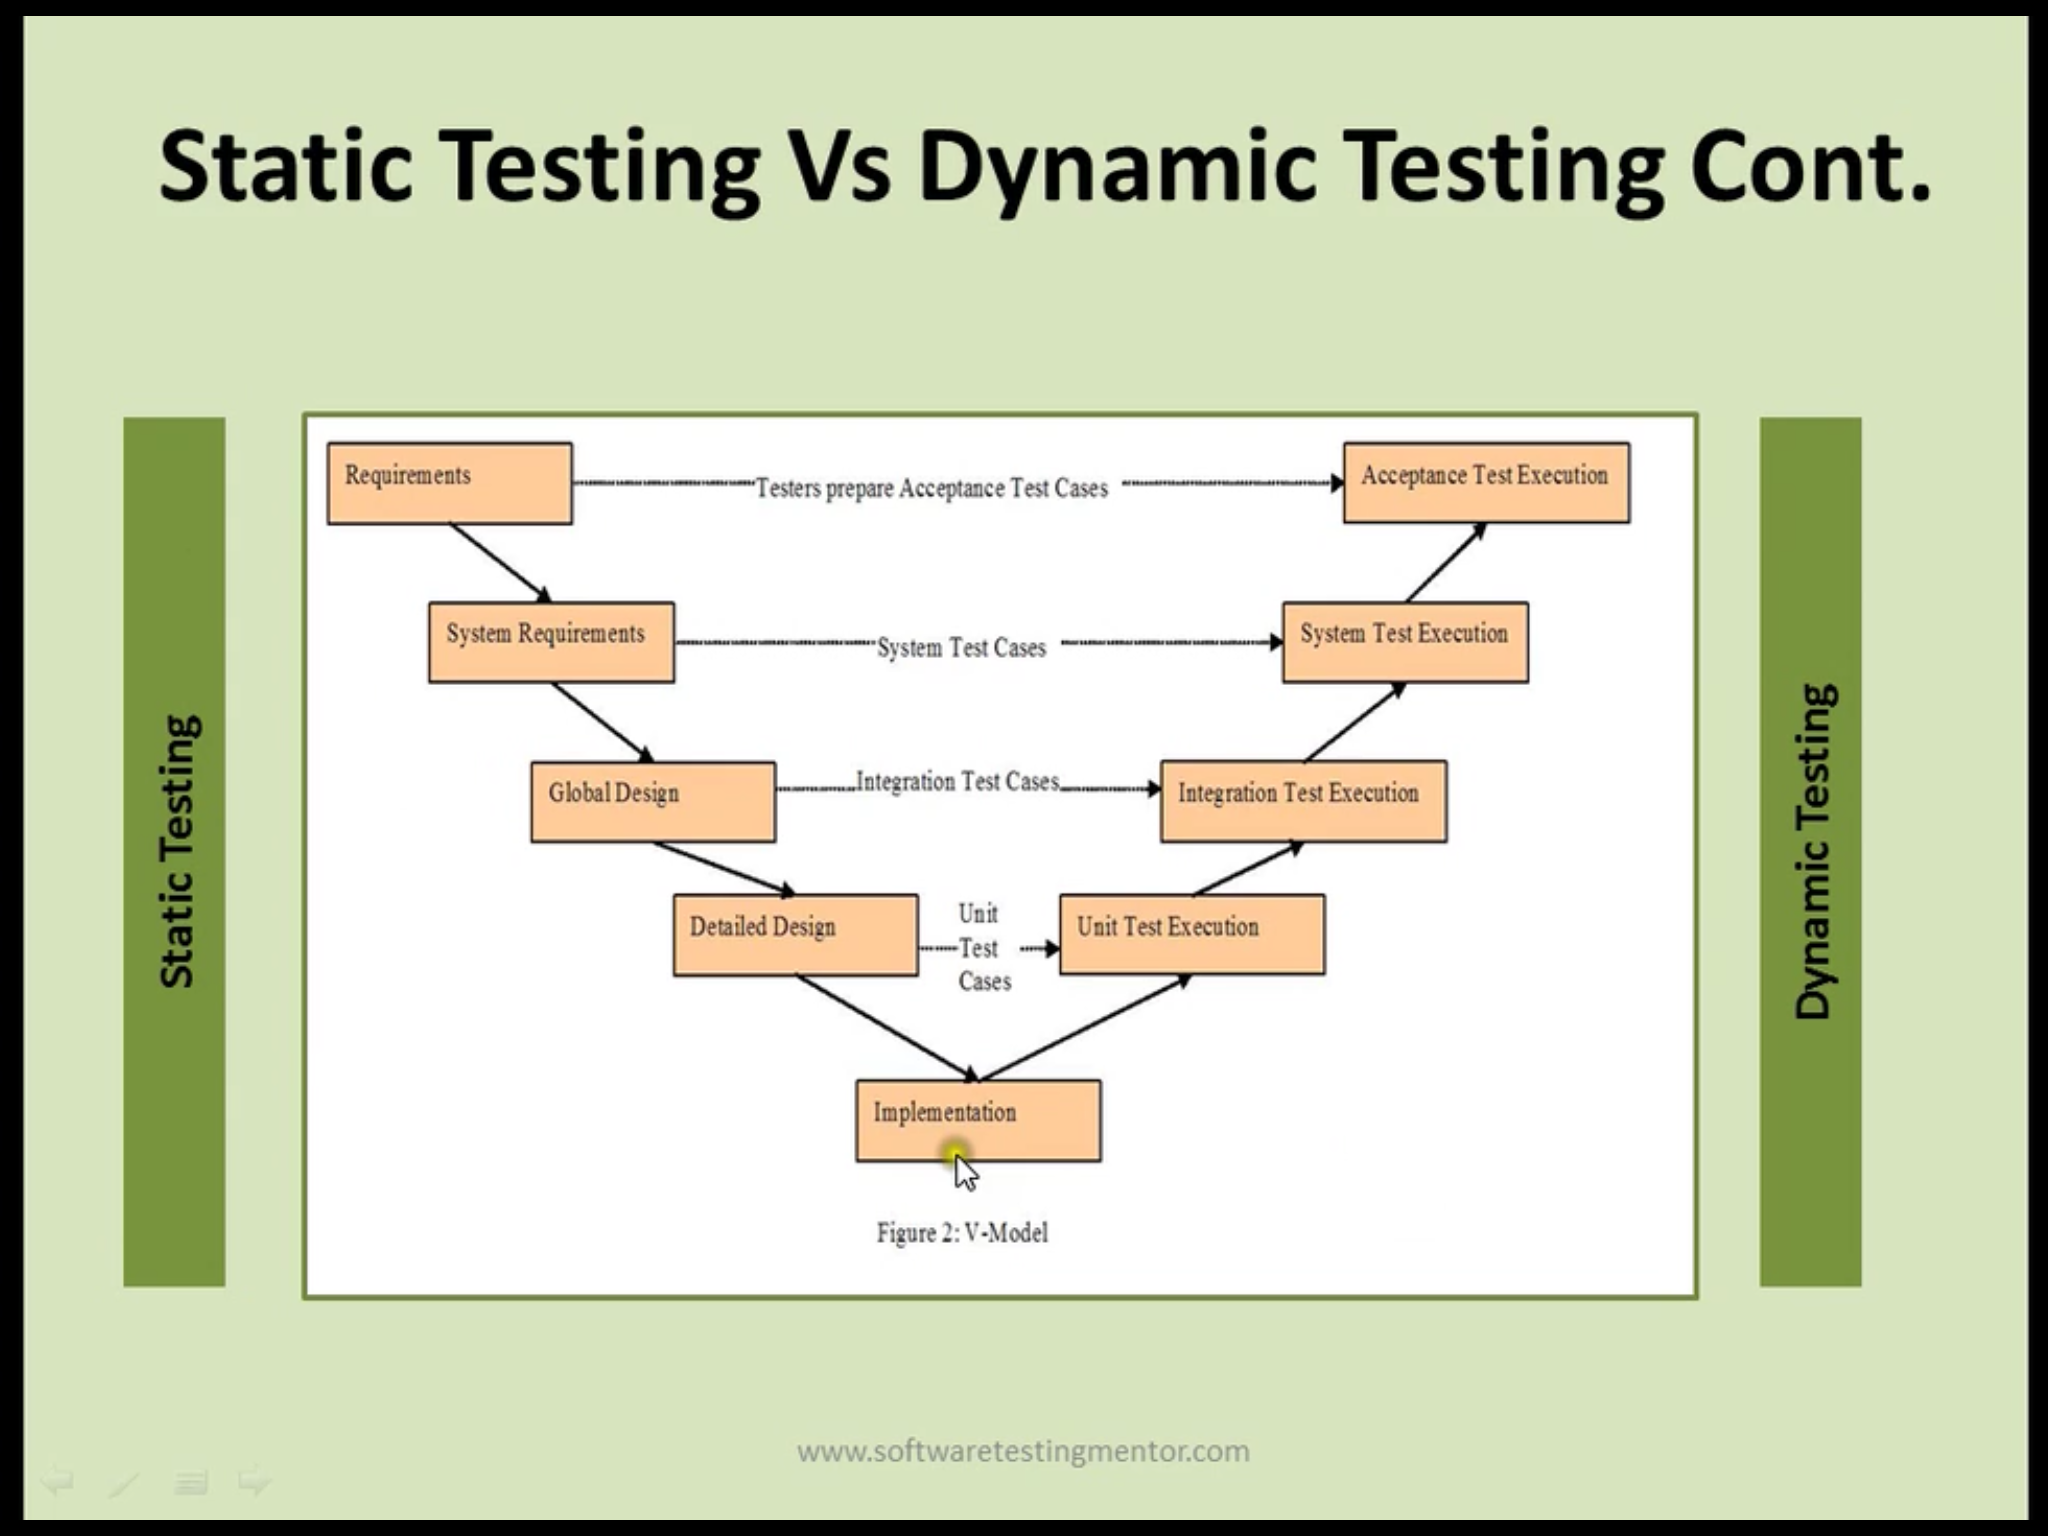 Static Testing Vs Dynamic Testing Cont.
Static Testing
Requirements
Testers prepare Acceptance Test Cases
Acceptance Test Execution
System Requirements
System Test Cases
System Test Execution
Global Design
Integration Test Cases
Integration Test Execution
Detailed Design
Unit
Test
Cases
Unit Test Execution
Implementation
Figure 2: V-Model
Dynamic Testing
www.softwaretestingmentor.com